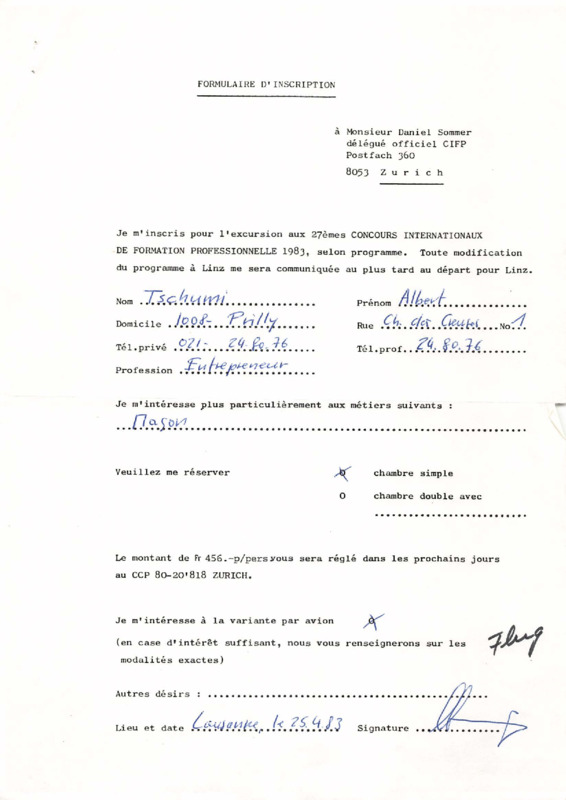 FORMULAIRE D'INSCRIPTION
à Monsieur Daniel Sommer
délégué officiel CIFP
Postfach 360
8053 Zurich
Je m'inscris pour l'excursion aux 27èmes CONCOURS INTERNATIONAUX
DE FORMATION PROFESSIONNELLE 1983, selon programme. Toute modification
du programme à Linz me sera communiquée au plus tard au départ pour Linz.
Nom Tschumi Prénom Albert
Domicile 1008- Prilly Rue Ch. des No. 1
Tél.privé 021- 24.80.76 Tél.prof. 24.80.76
Profession Entrepreneur
Je m'intéresse plus particulièrement aux métiers suivants :
Maçon
Veuillez me réserver O chambre simple
O chambre double avec
Le montant de fr 456.-p/pers vous sera réglé dans les prochains jours
au CCP 80-20'818 ZURICH.
Je m'intéresse à la variante par avion O
(en case d'intérêt suffisant, nous vous renseignerons sur les
modalités exactes)
Flug
Autres désirs :
Lieu et date Lausanne, le 25.4.83 Signature